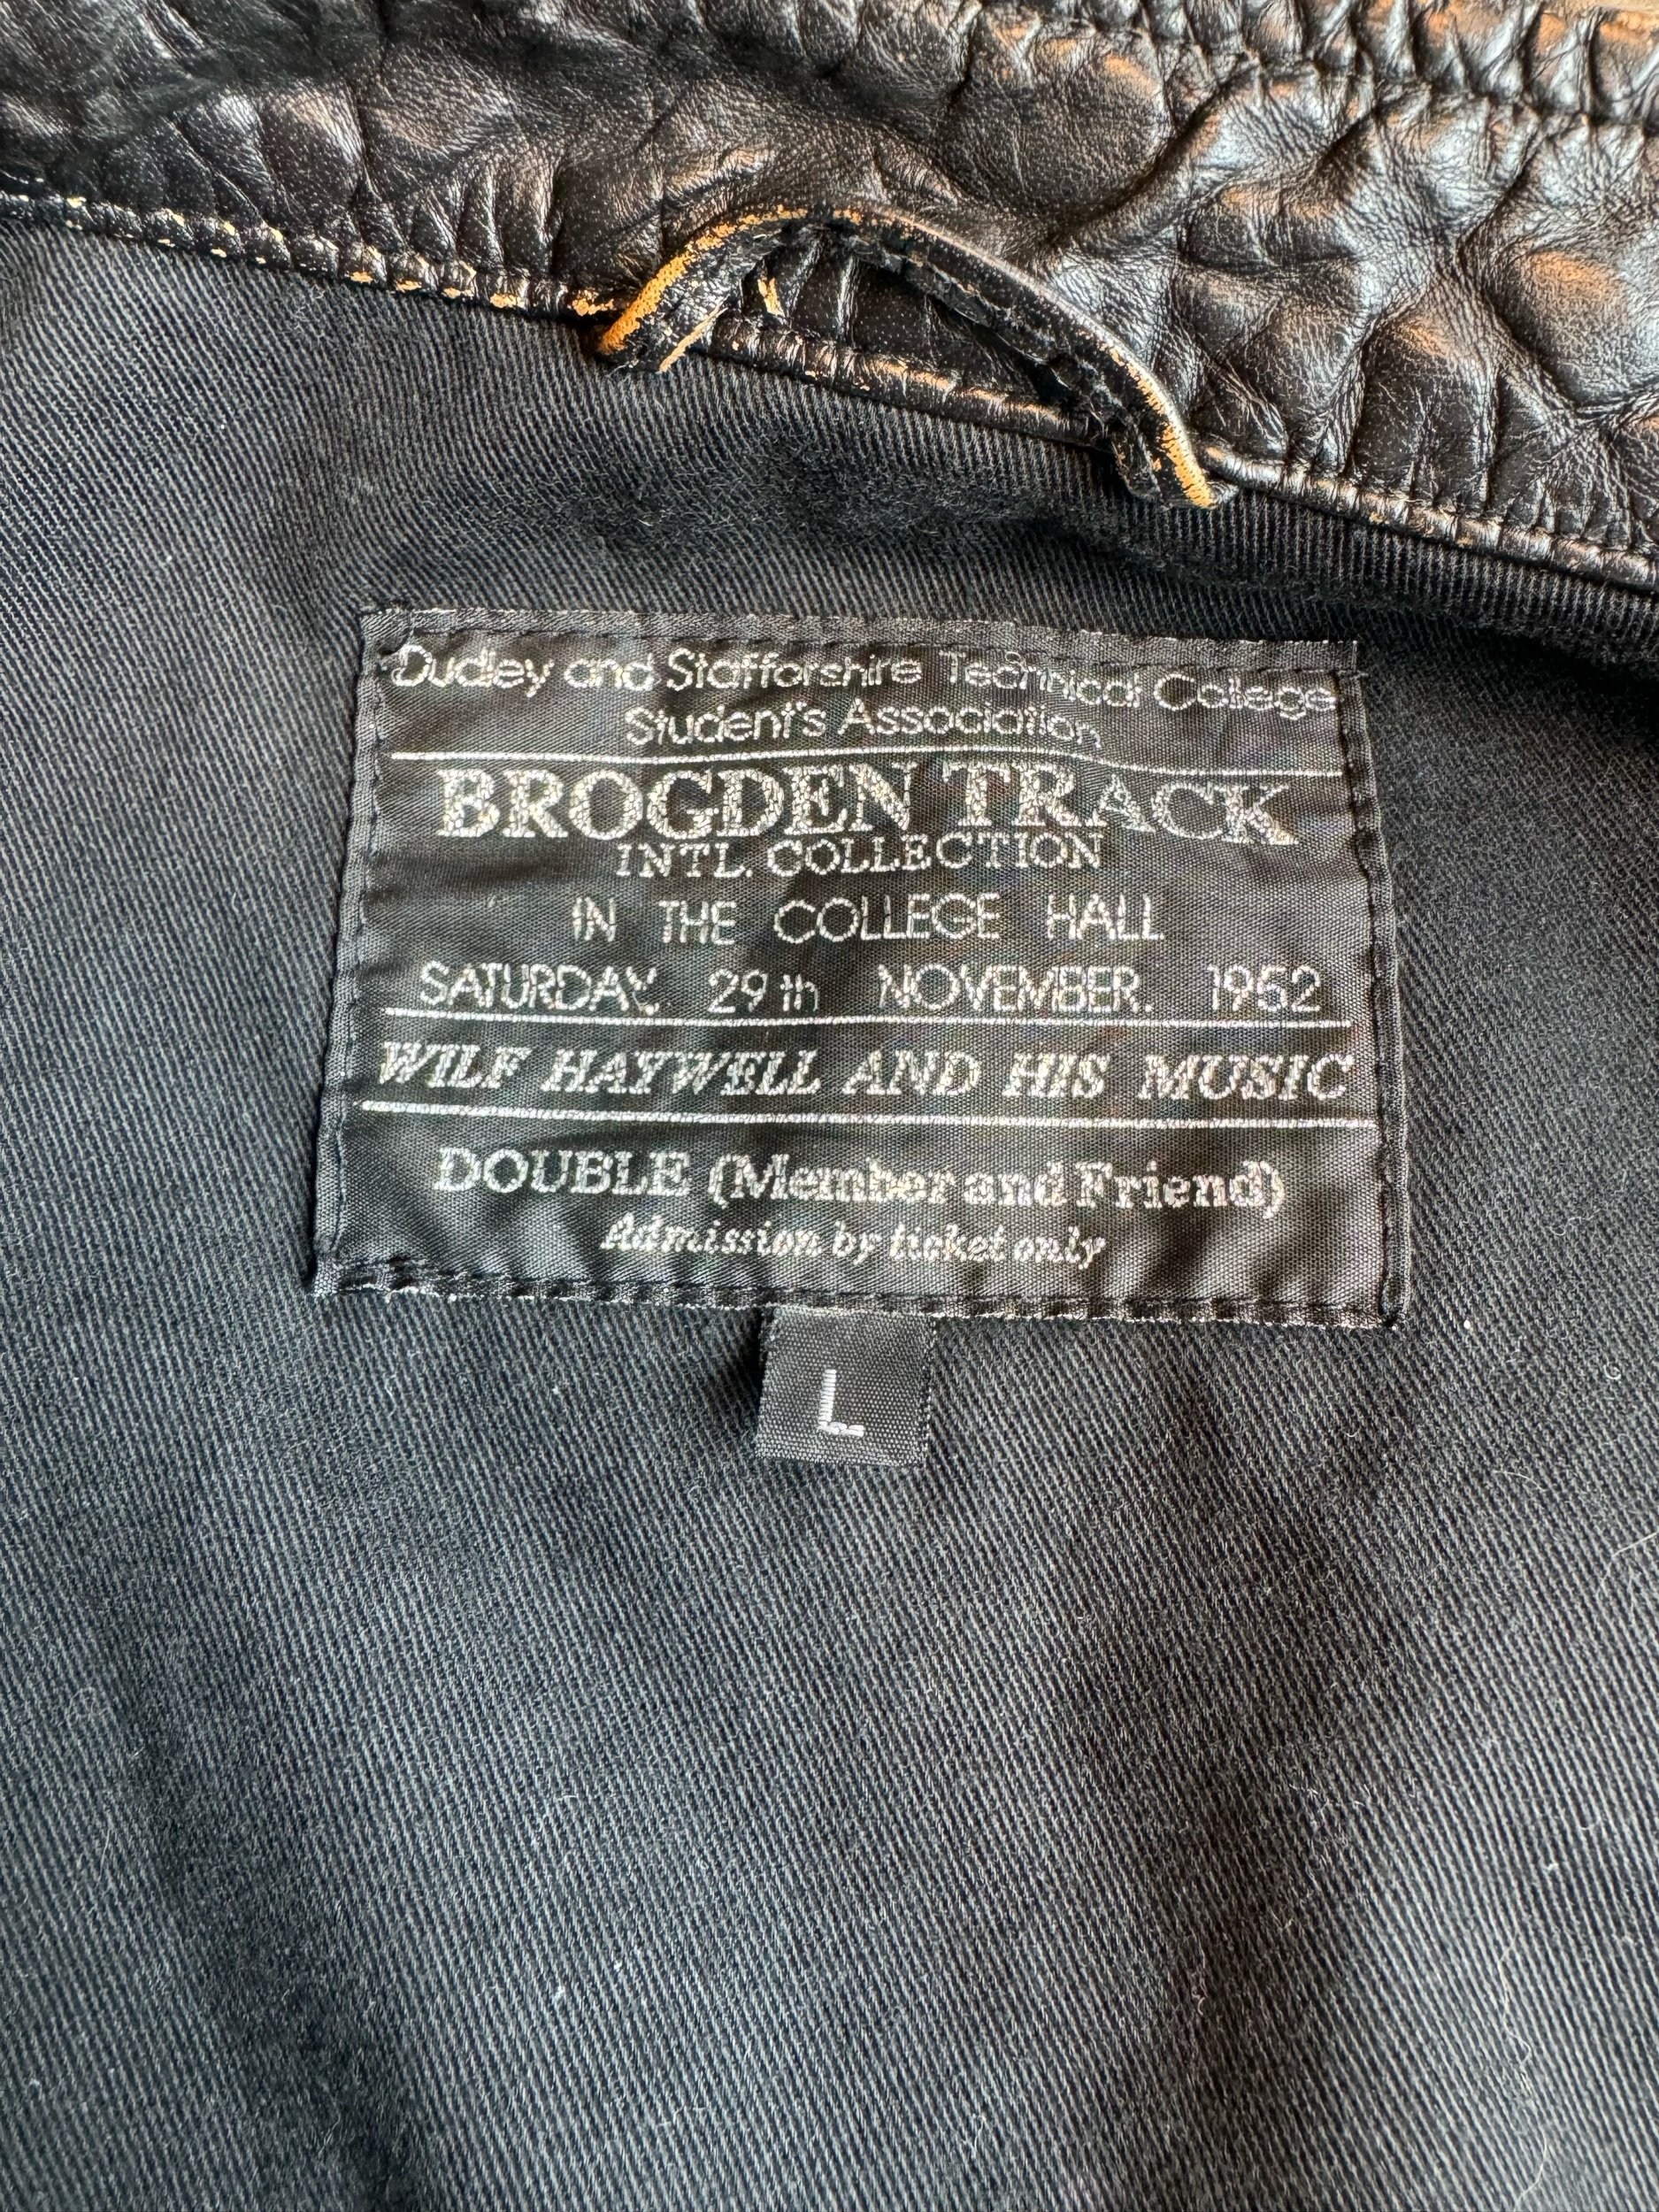 Dudley and Stafforshire Technical College
Student's Association
BROGDEN TRACK
INTL. COLLECTION
IN THE COLLEGE HALL
SATURDAY, 29th NOVEMBER. 1952
WILF HAYWELL AND HIS MUSIC
DOUBLE (Member and Friend)
Admission by ticket only
L